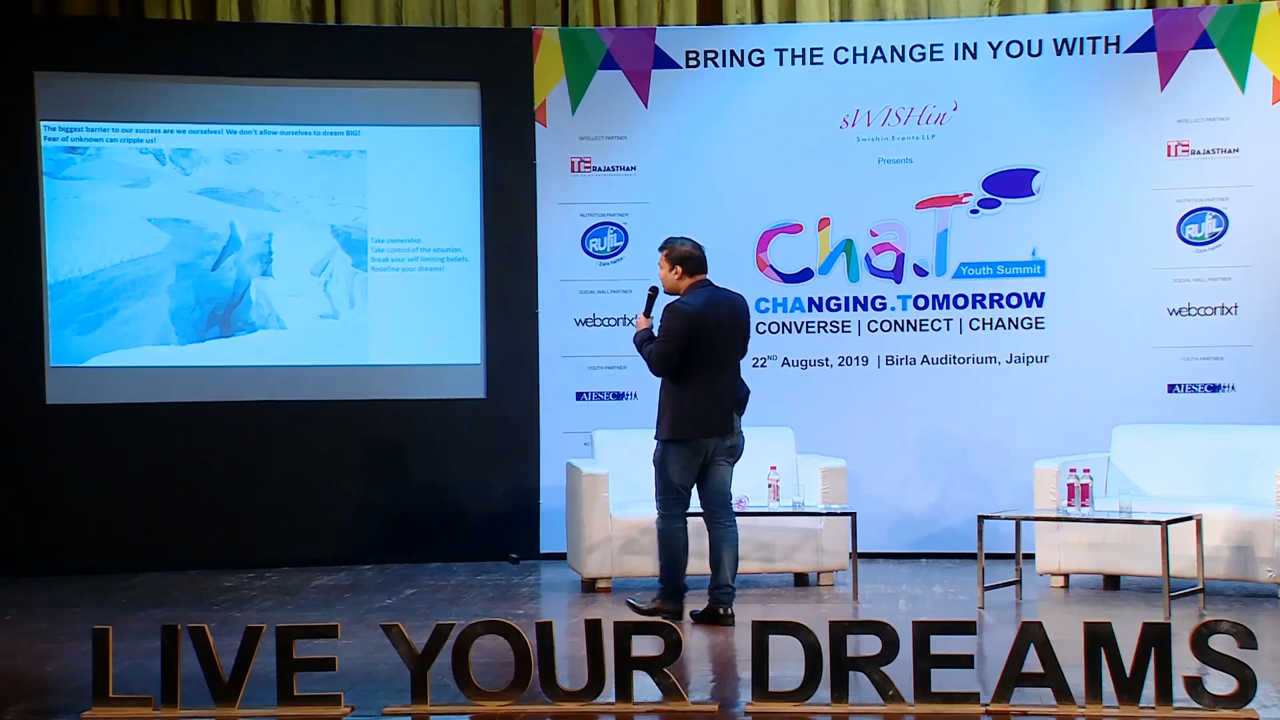 The biggest barrier to our success are we ourselves! We don't allow ourselves to dream BIG!
Fear of unknown can cripple us!
Take ownership
Take control of the situation
Break your self limiting beliefs,
Redefine your dreams!
BRING THE CHANGE IN YOU WITH
sWISHin'
Swishin Events LLP
Presents
Cha.T
Youth Summit
CHANGING.TOMORROW
CONVERSE | CONNECT | CHANGE
22ND August, 2019 | Birla Auditorium, Jaipur
INTELLECT PARTNER
TiE RAJASTHAN
NUTRITION PARTNER
RUfiL
SOCIAL WALL PARTNER
webcontxt
YOUTH PARTNER
AIESEC
INTELLECT PARTNER
TiE RAJASTHAN
NUTRITION PARTNER
RUfiL
SOCIAL WALL PARTNER
webcontxt
YOUTH PARTNER
AIESEC
LIVE YOUR DREAMS